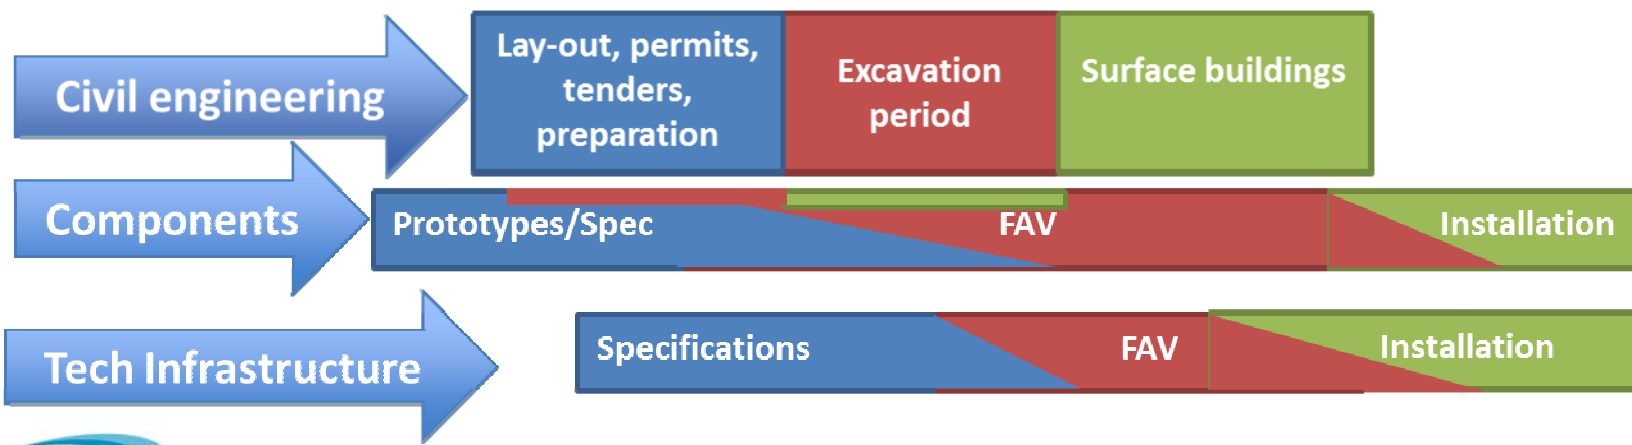 Civil engineering
Lay-out, permits,
tenders,
preparation
Excavation
period
Surface buildings
Components
Prototypes/Spec
FAV
Installation
Tech Infrastructure
Specifications
FAV
Installation